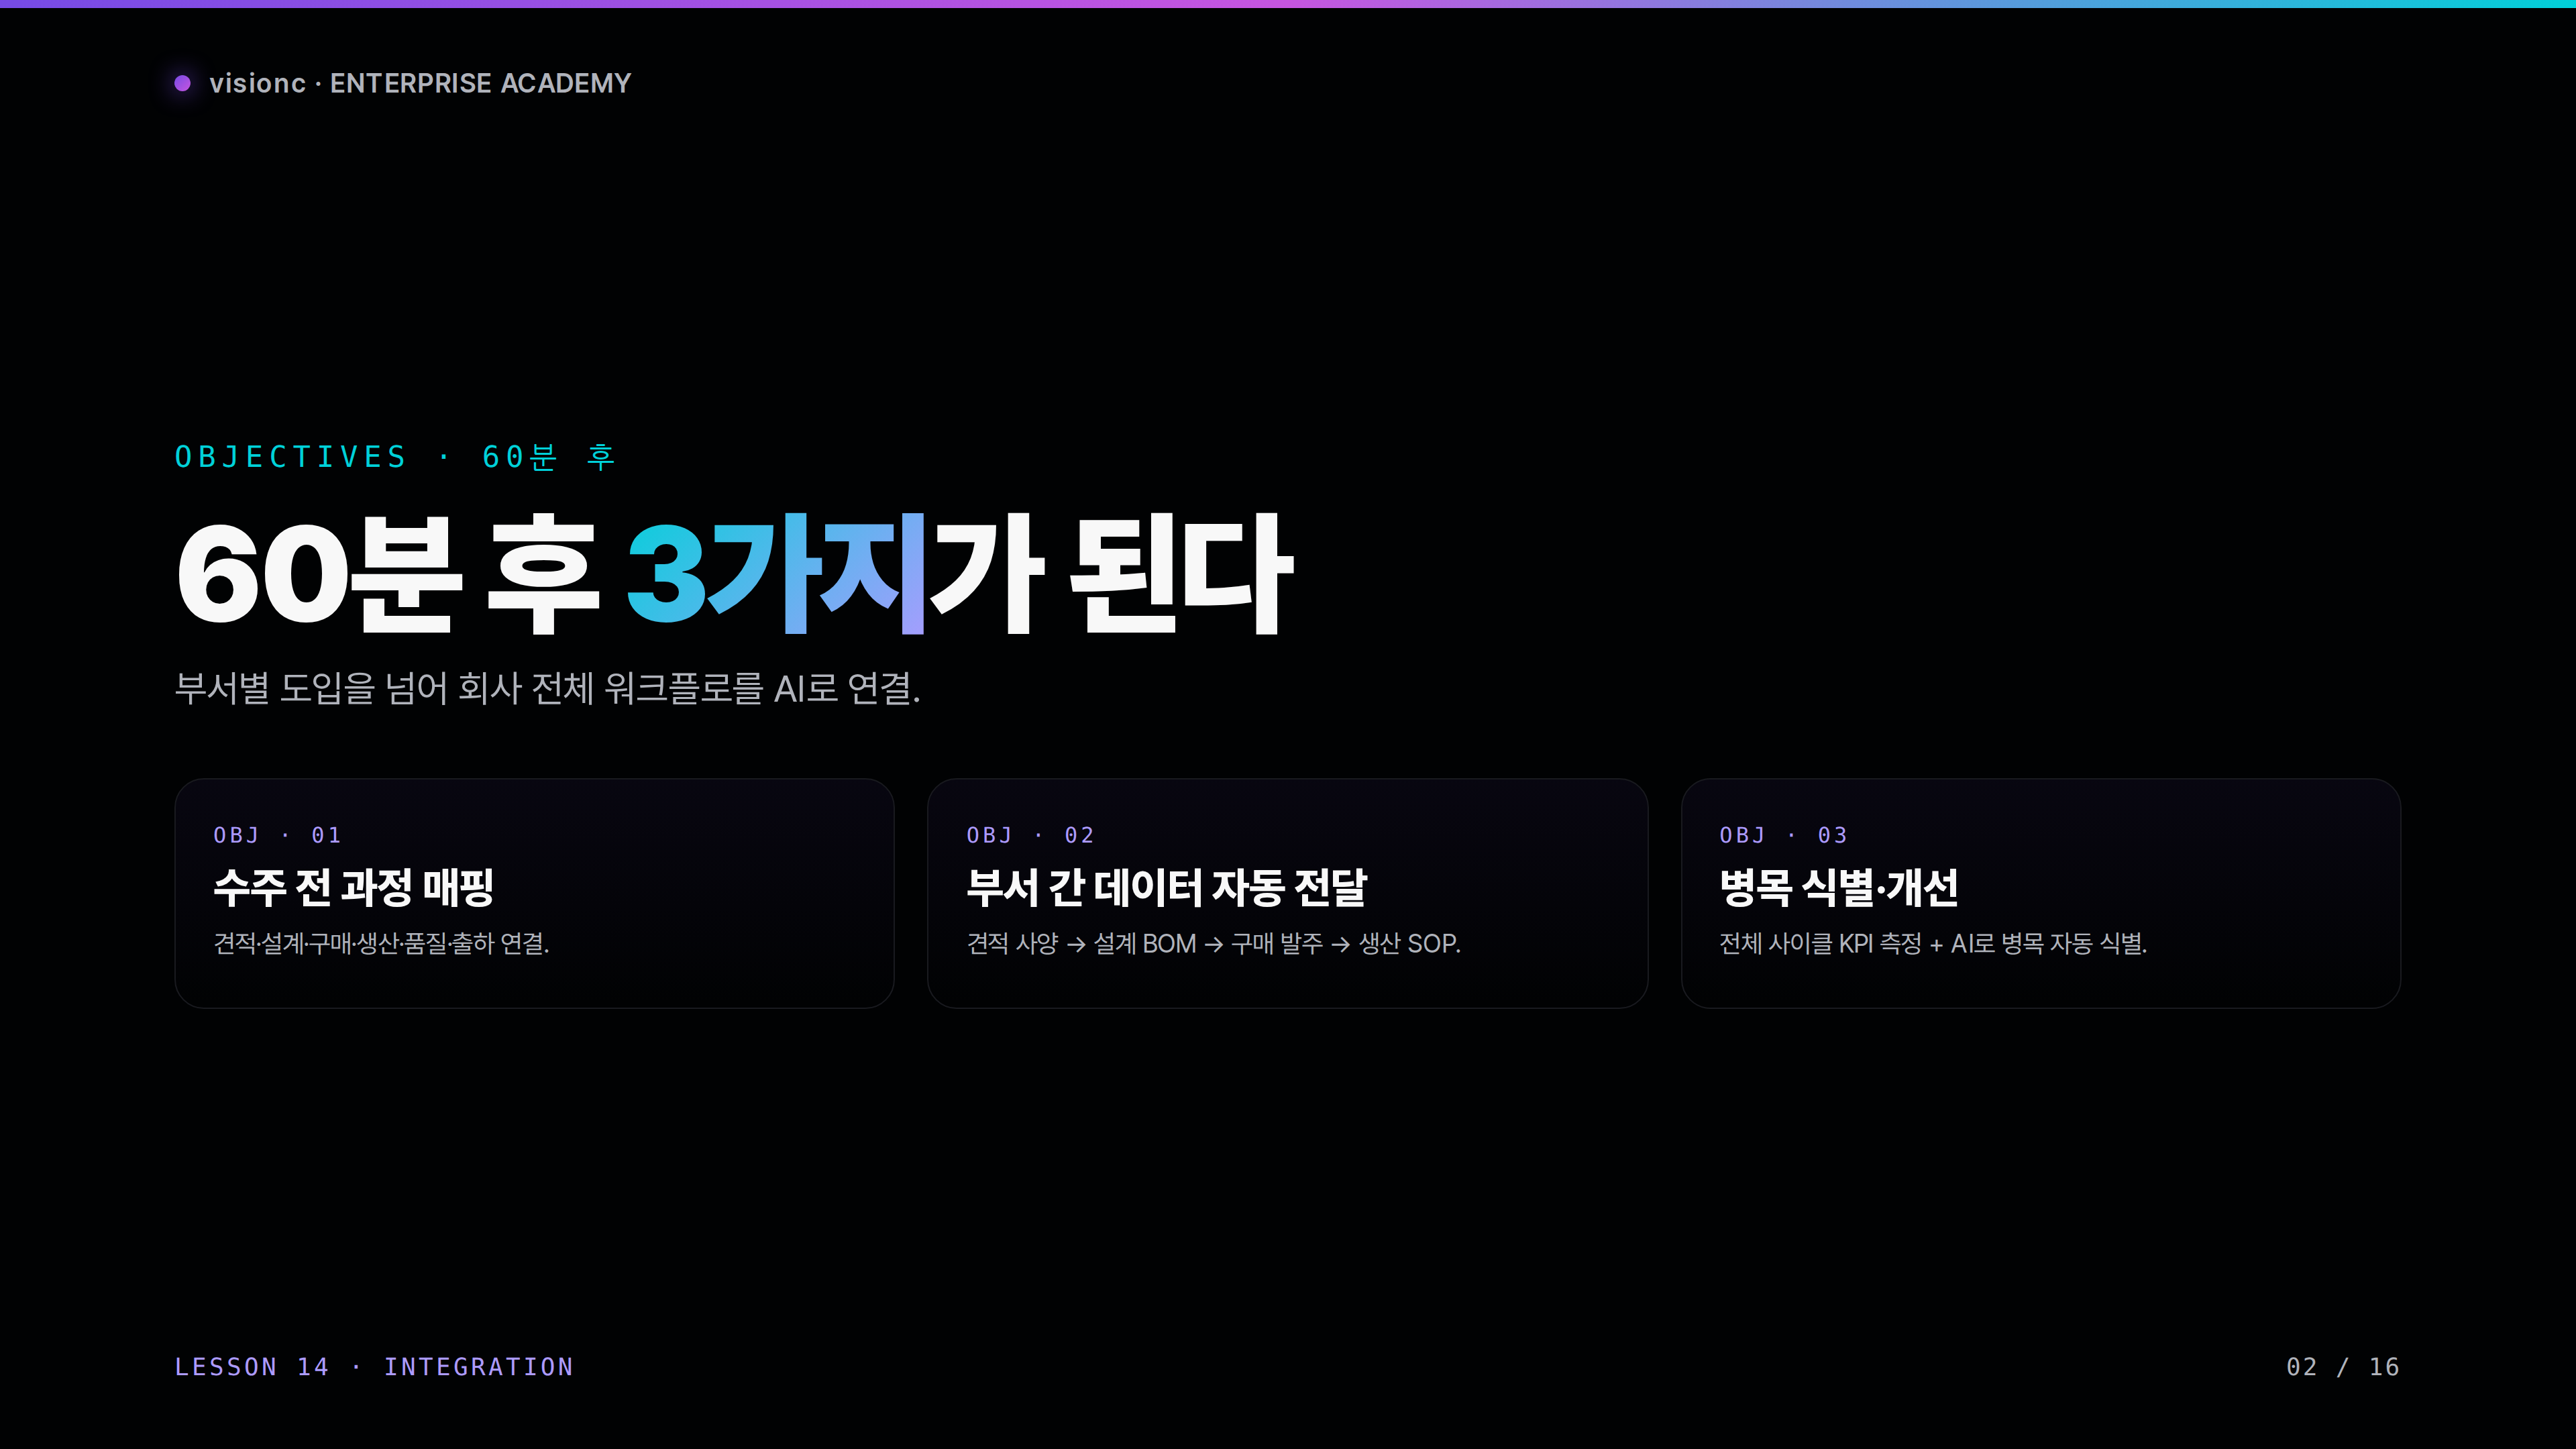 visionc · ENTERPRISE ACADEMY
OBJECTIVES · 60분 후
60분 후 3가지가 된다
부서별 도입을 넘어 회사 전체 워크플로를 AI로 연결.
OBJ · 01
수주 전 과정 매핑
견적·설계·구매·생산·품질·출하 연결.
OBJ · 02
부서 간 데이터 자동 전달
견적 사양 → 설계 BOM → 구매 발주 → 생산 SOP.
OBJ · 03
병목 식별·개선
전체 사이클 KPI 측정 + AI로 병목 자동 식별.
LESSON 14 · INTEGRATION
02 / 16